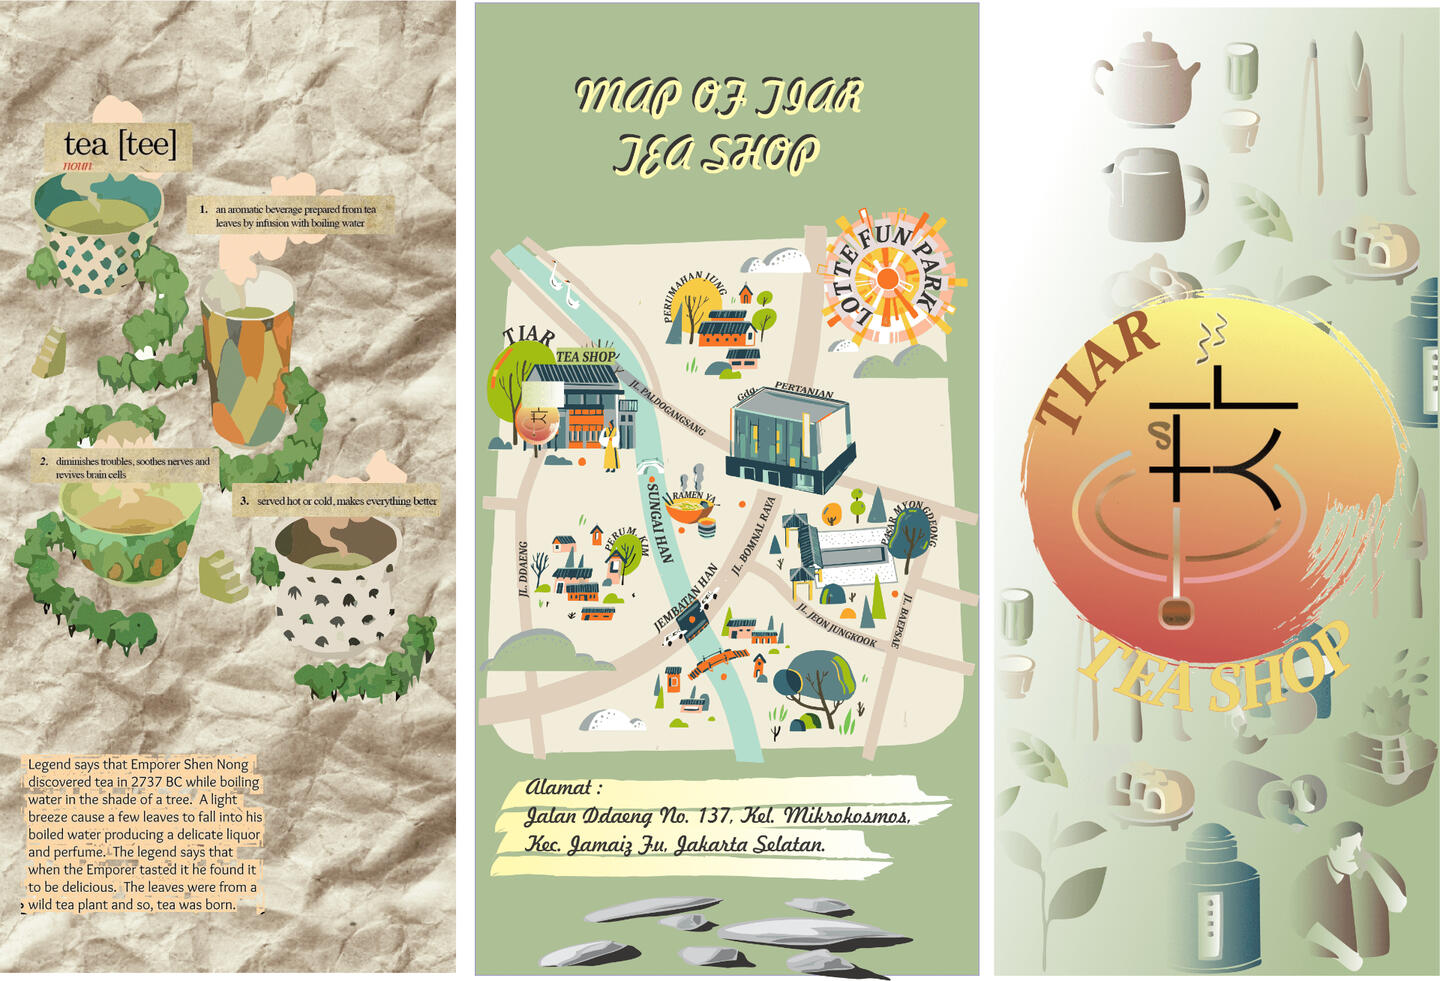 tea [tee]
noun
1. an aromatic beverage prepared from tea
leaves by infusion with boiling water
2. diminishes troubles, soothes nerves and
revives brain cells
3. served hot or cold, makes everything better
Legend says that Emporer Shen Nong
discovered tea in 2737 BC while boiling
water in the shade of a tree. A light
breeze cause a few leaves to fall into his
boiled water producing a delicate liquor
and perfume. The legend says that
when the Emporer tasted it he found it
to be delicious. The leaves were from a
wild tea plant and so, tea was born.
MAP OF TIAR
TEA SHOP
LOTTE FUN PARK
PERUMAHAN JUNG
TIAR
TEA SHOP
JL. PALDOGANGSANG
Gdg. PERTANIAN
SUNGAI HAN
RAMEN YA
PERUM. KIM
JL. BOMNAL RAYA
PASAR MYONGDEONG
JL. DDAENG
JEMBATAN HAN
JL. JEON JUNGKOOK
JL. BAEPSAE
Alamat :
Jalan Ddaeng No. 137, Kel. Mikrokosmos,
Kec. Jamaiz Fu, Jakarta Selatan.
TIAR
TEA SHOP